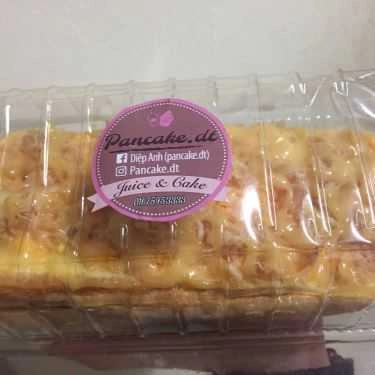 Pancake.dt
Diệp Anh (pancake.dt)
Pancake.dt
Juice & Cake